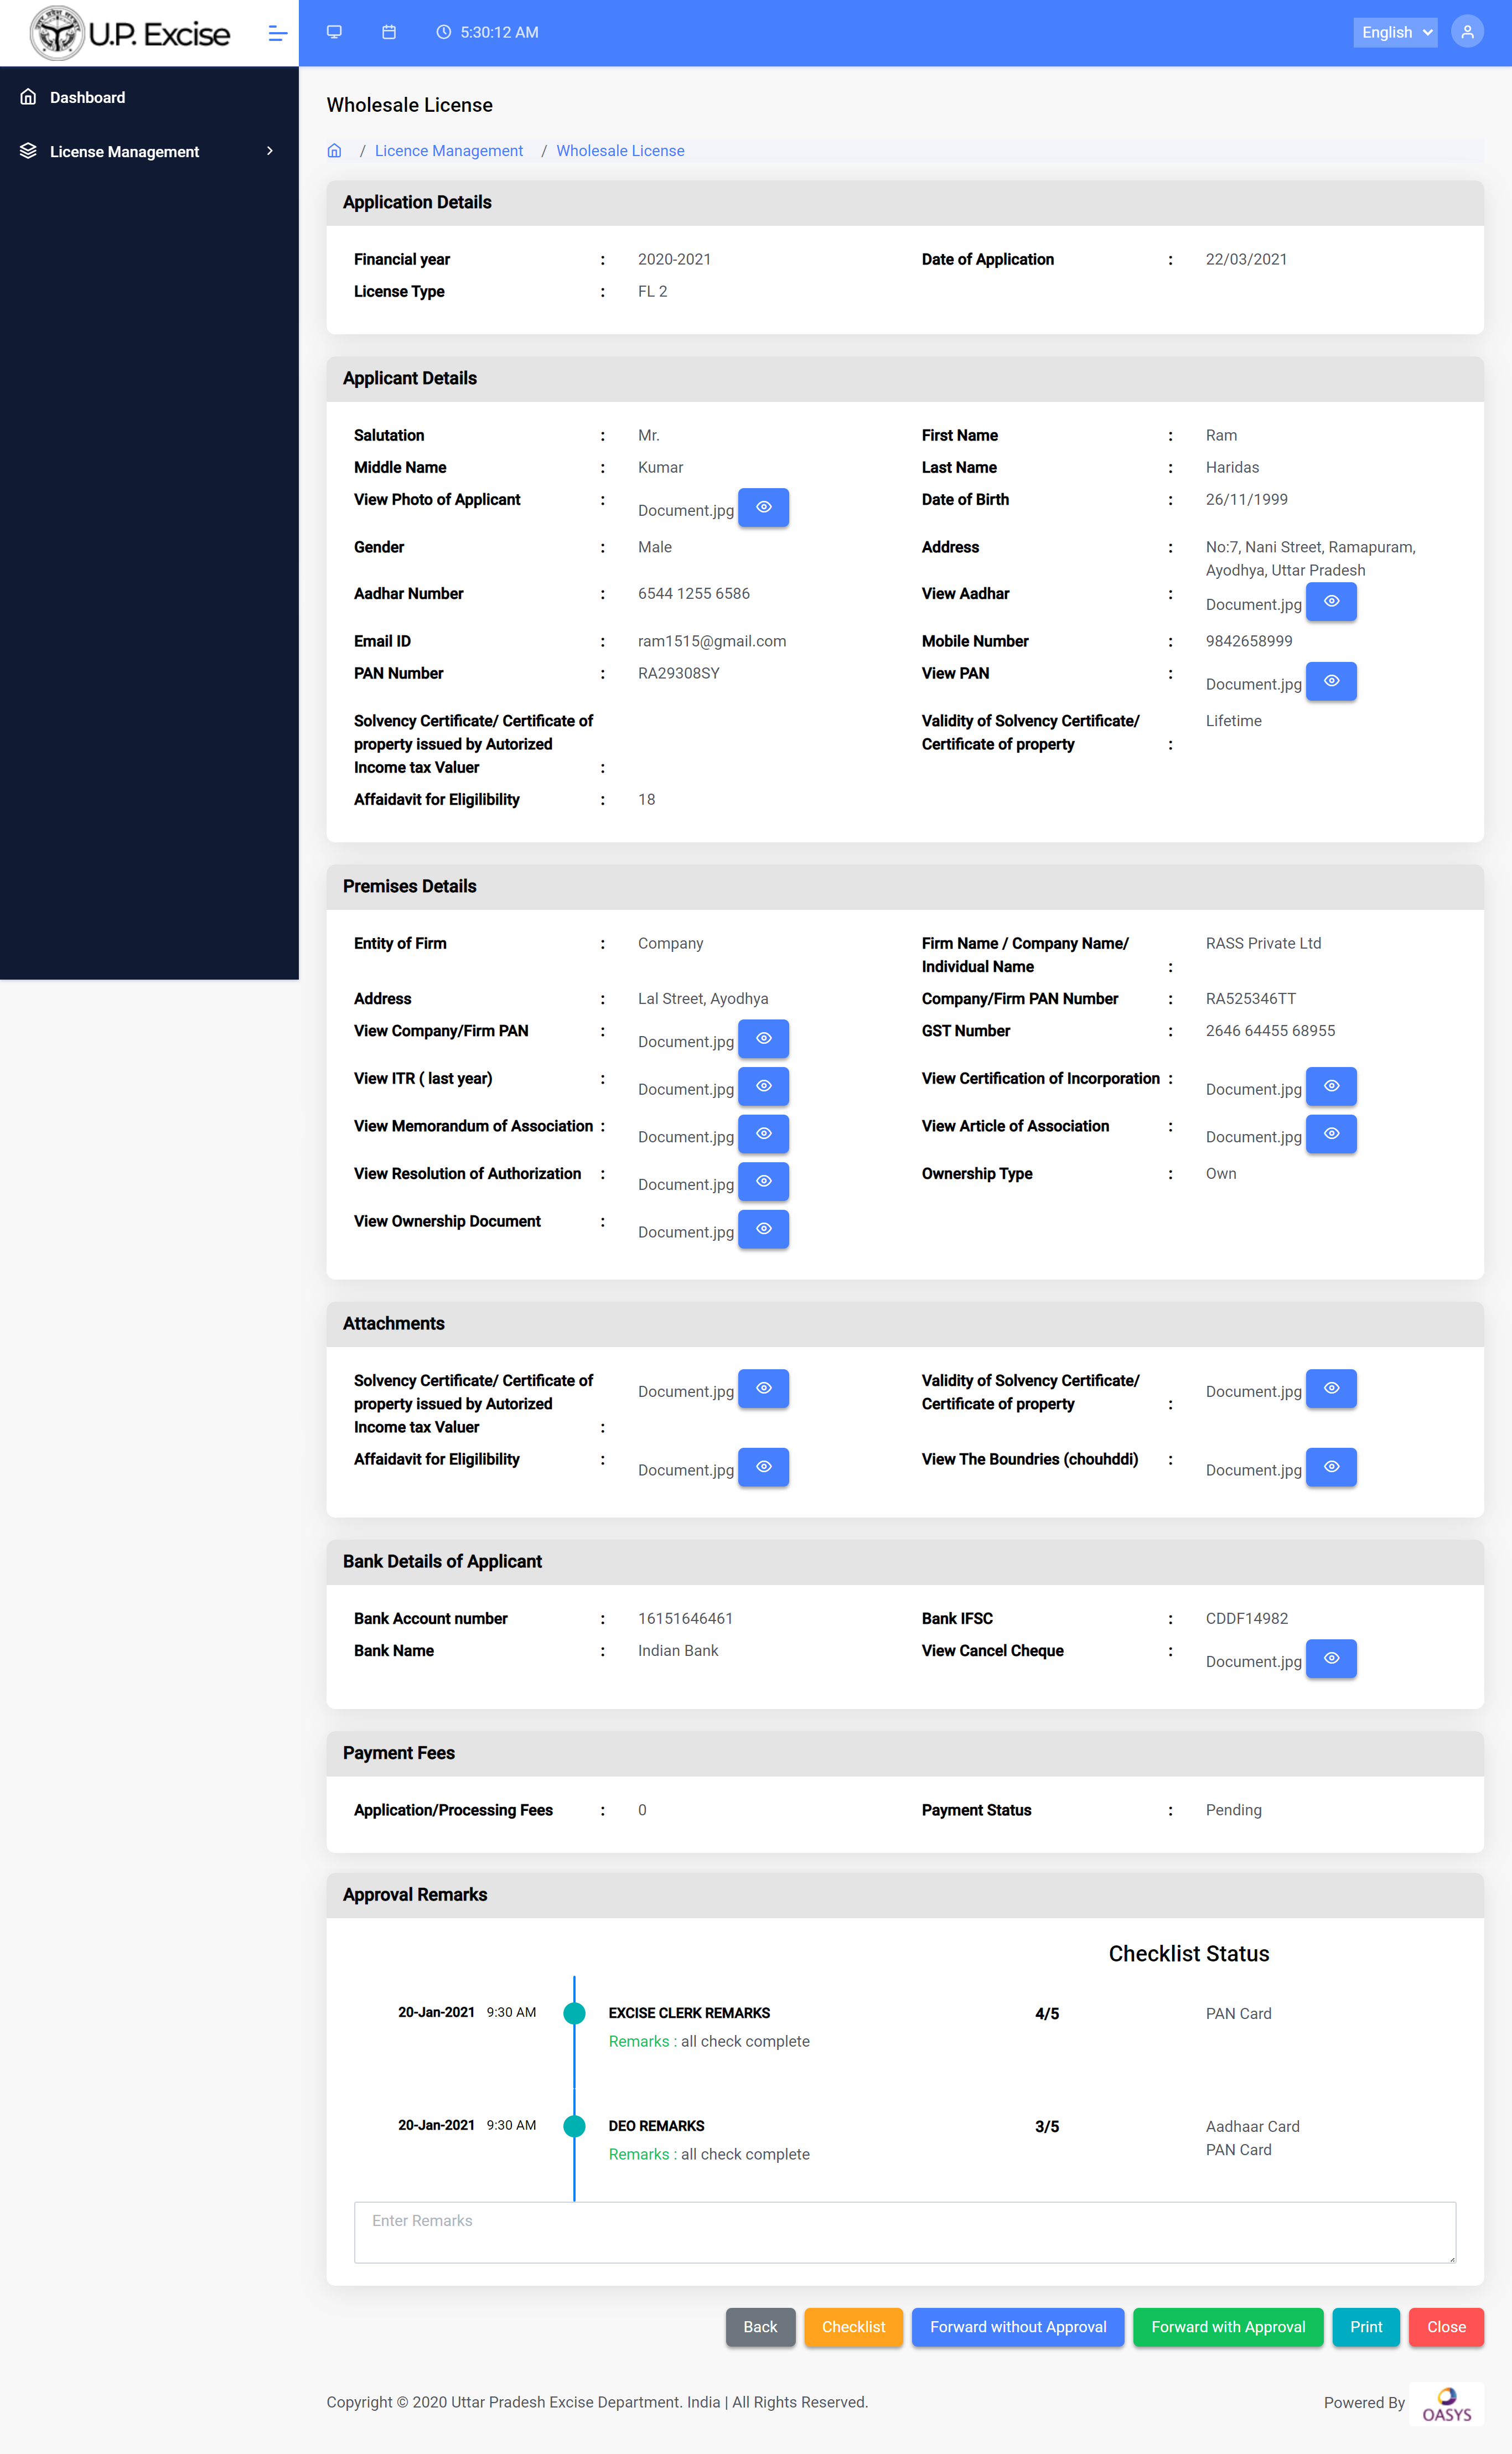 U.P. Excise
5:30:12 AM
English
Dashboard
License Management
Wholesale License
/ Licence Management / Wholesale License
Application Details
Financial year : 2020-2021
Date of Application : 22/03/2021
License Type : FL 2
Applicant Details
Salutation : Mr.
First Name : Ram
Middle Name : Kumar
Last Name : Haridas
View Photo of Applicant : Document.jpg
Date of Birth : 26/11/1999
Gender : Male
Address : No:7, Nani Street, Ramapuram,
Ayodhya, Uttar Pradesh
Aadhar Number : 6544 1255 6586
View Aadhar : Document.jpg
Email ID : ram1515@gmail.com
Mobile Number : 9842658999
PAN Number : RA29308SY
View PAN : Document.jpg
Solvency Certificate/ Certificate of
property issued by Autorized
Income tax Valuer :
Validity of Solvency Certificate/ Lifetime
Certificate of property :
Affaidavit for Eligilibility : 18
Premises Details
Entity of Firm : Company
Firm Name / Company Name/ RASS Private Ltd
Individual Name :
Address : Lal Street, Ayodhya
Company/Firm PAN Number : RA525346TT
View Company/Firm PAN : Document.jpg
GST Number : 2646 64455 68955
View ITR ( last year) : Document.jpg
View Certification of Incorporation : Document.jpg
View Memorandum of Association : Document.jpg
View Article of Association : Document.jpg
View Resolution of Authorization : Document.jpg
Ownership Type : Own
View Ownership Document : Document.jpg
Attachments
Solvency Certificate/ Certificate of Document.jpg
property issued by Autorized
Income tax Valuer :
Validity of Solvency Certificate/ Document.jpg
Certificate of property :
Affaidavit for Eligilibility : Document.jpg
View The Boundries (chouhddi) : Document.jpg
Bank Details of Applicant
Bank Account number : 16151646461
Bank IFSC : CDDF14982
Bank Name : Indian Bank
View Cancel Cheque : Document.jpg
Payment Fees
Application/Processing Fees : 0
Payment Status : Pending
Approval Remarks
Checklist Status
20-Jan-2021 9:30 AM EXCISE CLERK REMARKS 4/5 PAN Card
Remarks : all check complete
20-Jan-2021 9:30 AM DEO REMARKS 3/5 Aadhaar Card
Remarks : all check complete PAN Card
Enter Remarks
Back Checklist Forward without Approval Forward with Approval Print Close
Copyright © 2020 Uttar Pradesh Excise Department. India | All Rights Reserved.
Powered By OASYS